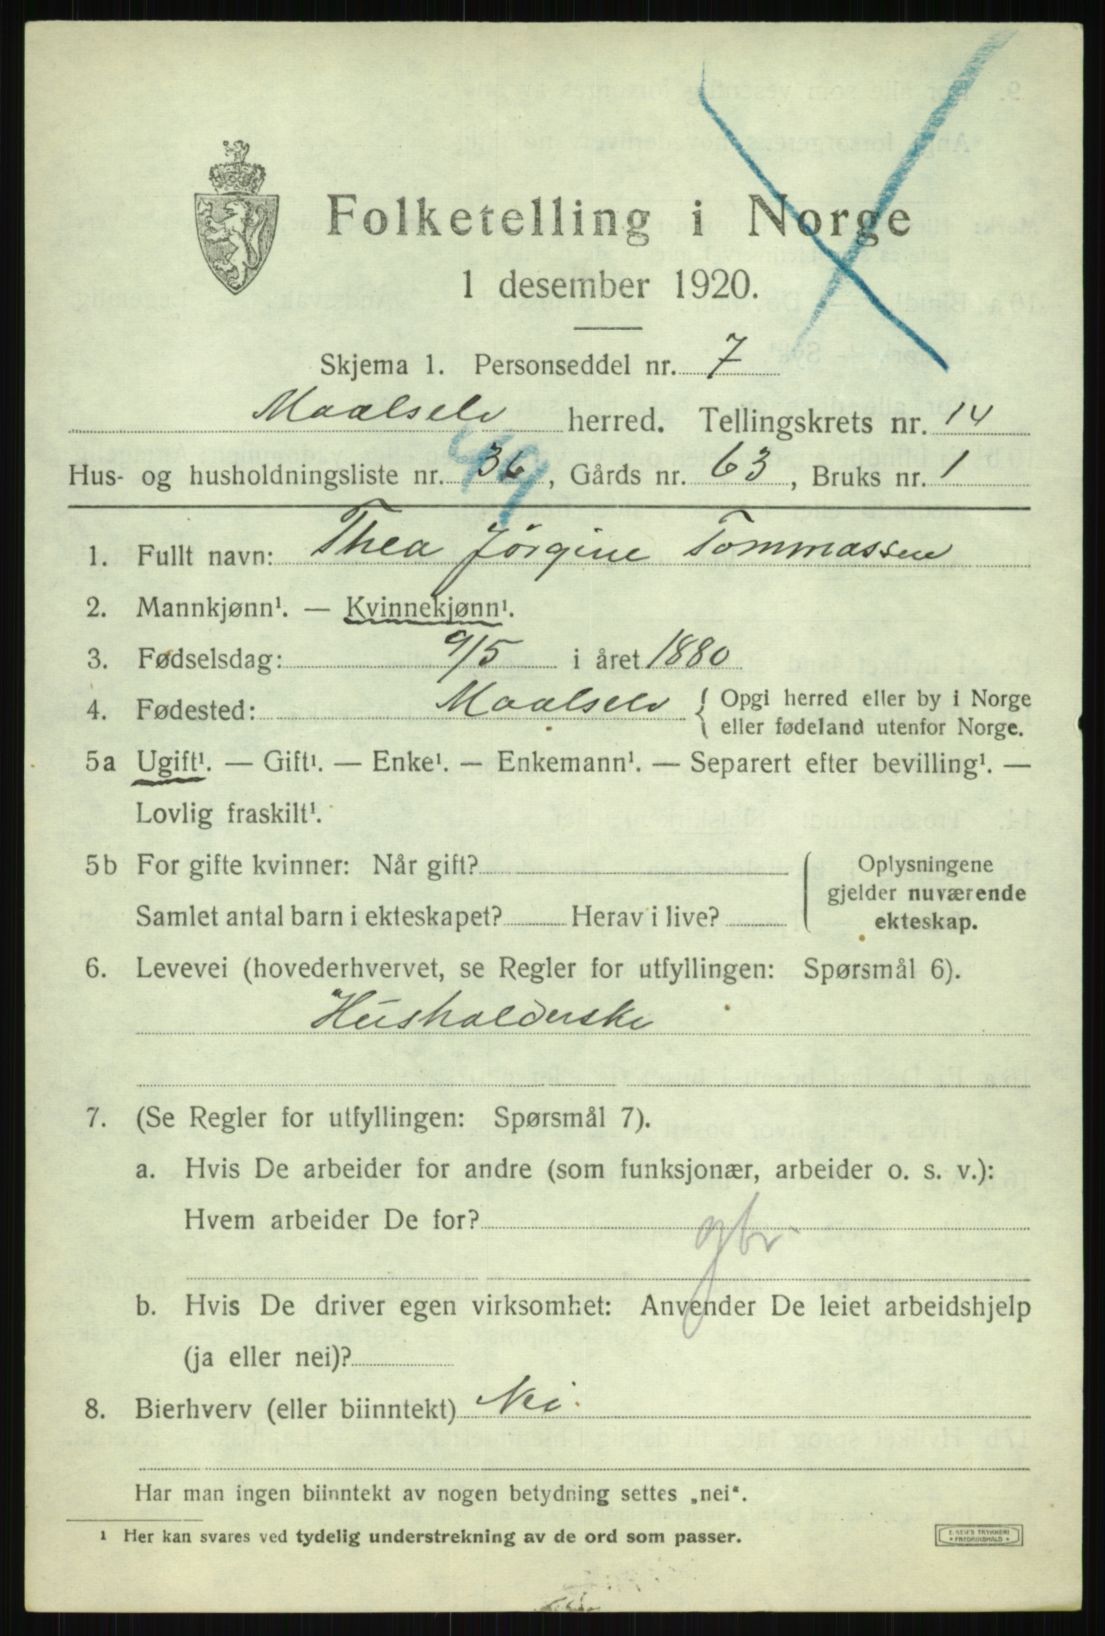 Folketelling i Norge
1 desember 1920.
Skjema 1. Personseddel nr. 7
Maalselv herred. Tellingskrets nr. 14
Hus- og husholdningsliste nr. 36, Gårds nr. 63, Bruks nr. 1
49
1. Fullt navn: Thea Jørgine Tommassen
2. Mannkjønn¹. — Kvinnekjønn¹.
3. Fødselsdag: 9/5 i året 1880
4. Fødested: Maalselv { Opgi herred eller by i Norge
eller fødeland utenfor Norge.
5a Ugift¹. — Gift¹. — Enke¹. — Enkemann¹. — Separert efter bevilling¹. —
Lovlig fraskilt¹.
5b For gifte kvinner: Når gift?
Samlet antal barn i ekteskapet? Herav i live?
Oplysningene
gjelder nuværende
ekteskap.
6. Levevei (hovederhvervet, se Regler for utfyllingen: Spørsmål 6).
Husholderske
7. (Se Regler for utfyllingen: Spørsmål 7).
a. Hvis De arbeider for andre (som funksjonær, arbeider o. s. v.):
Hvem arbeider De for?
gbr.
b. Hvis De driver egen virksomhet: Anvender De leiet arbeidshjelp
(ja eller nei)?
8. Bierhverv (eller biinntekt) Nei.
Har man ingen biinntekt av nogen betydning settes „nei“.
¹ Her kan svares ved tydelig understrekning av de ord som passer.